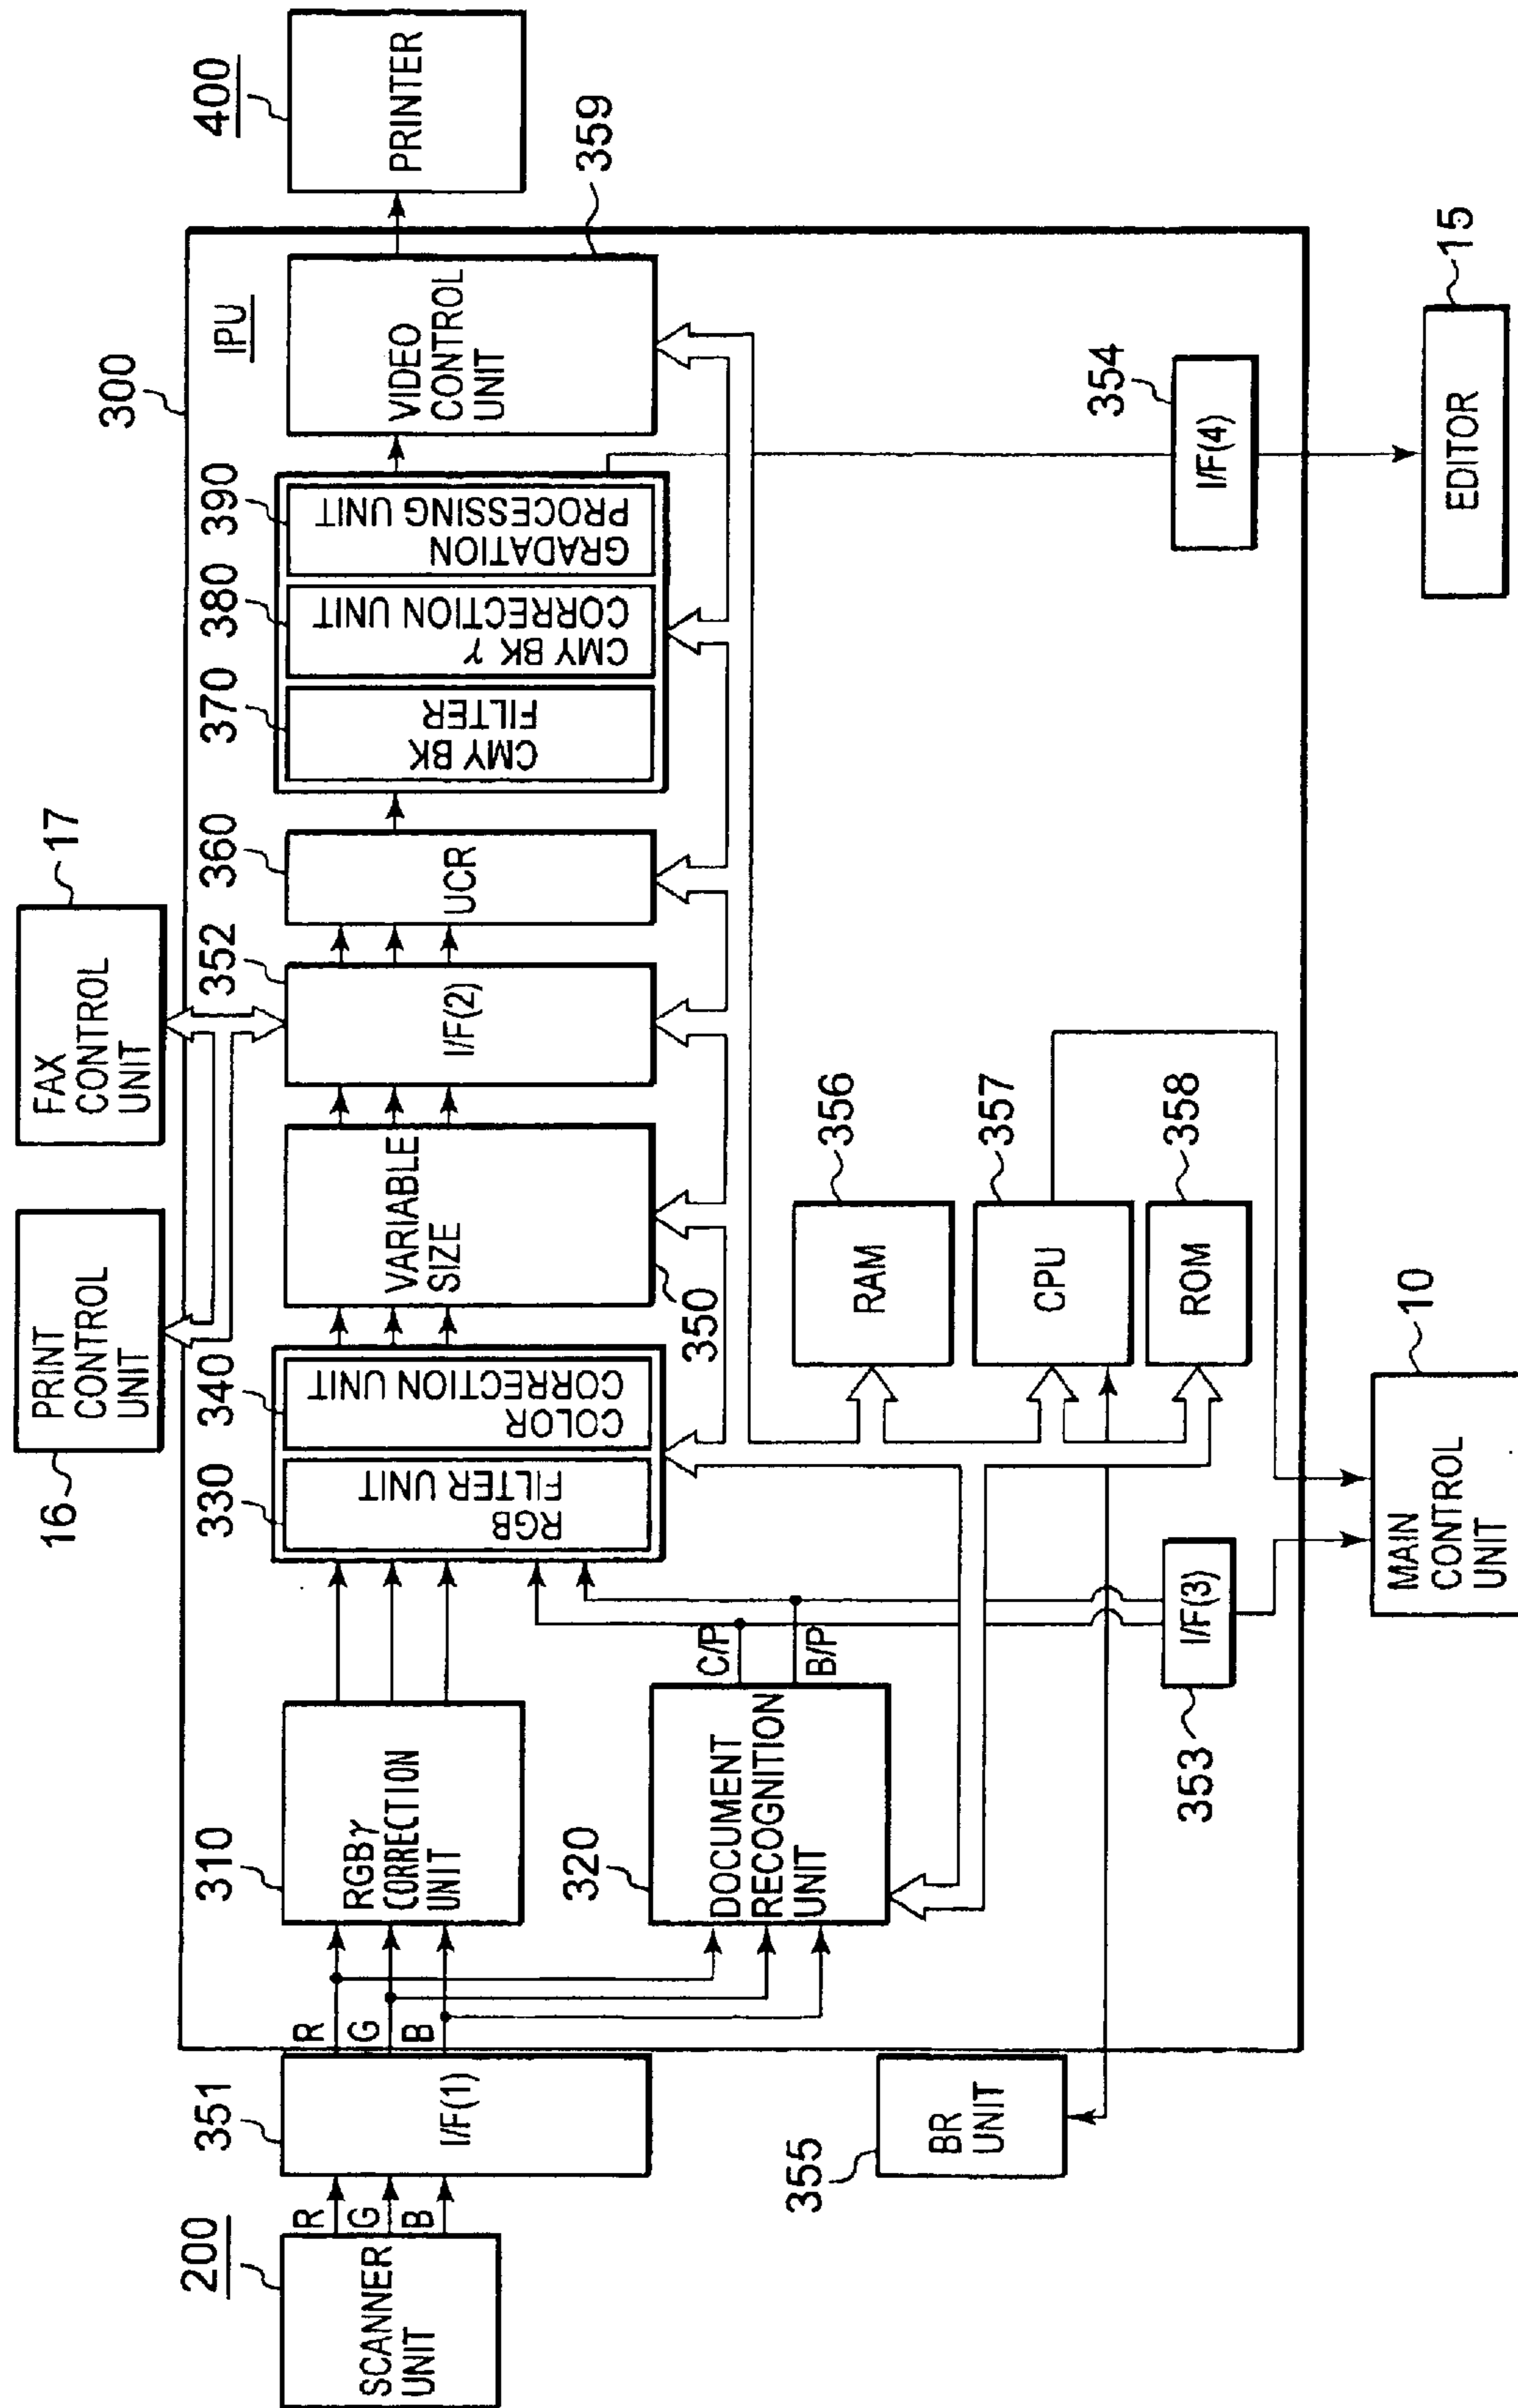 200
SCANNER
UNIT
R
G
B
351
I/F(1)
R
G
B
355
BR
UNIT
310
RGBγ
CORRECTION
UNIT
320
DOCUMENT
RECOGNITION
UNIT
C/P
B/P
353
I/F(3)
16
PRINT
CONTROL
UNIT
17
FAX
CONTROL
UNIT
330
RGB
FILTER UNIT
340
COLOR
CORRECTION UNIT
350
VARIABLE
SIZE
352
I/F(2)
360
UCR
370
CMY BK
FILTER
380
CMY BK γ
CORRECTION UNIT
390
GRADATION
PROCESSING UNIT
300
IPU
VIDEO
CONTROL
UNIT
359
400
PRINTER
RAM
356
CPU
357
ROM
358
MAIN
CONTROL
UNIT
10
354
I/F(4)
EDITOR
15